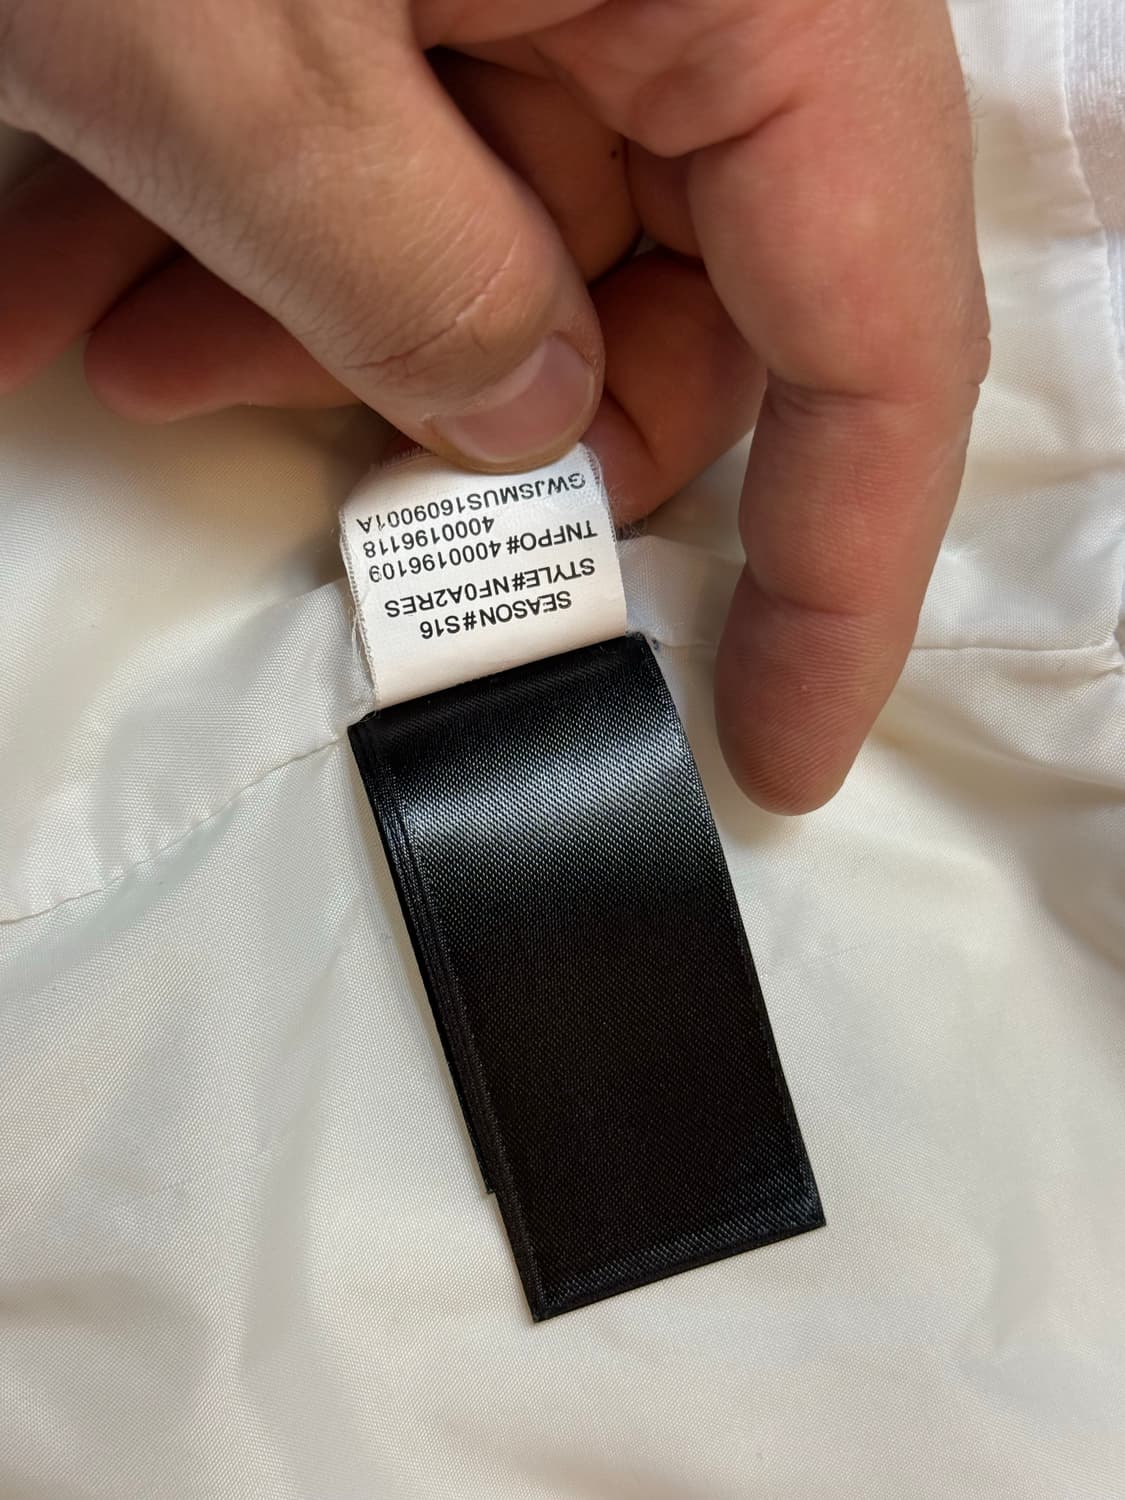 SEASON#S16
STYLE#NF0A2RES
TNFPO# 4000196109
4000196118
GWJSMUS1609001A